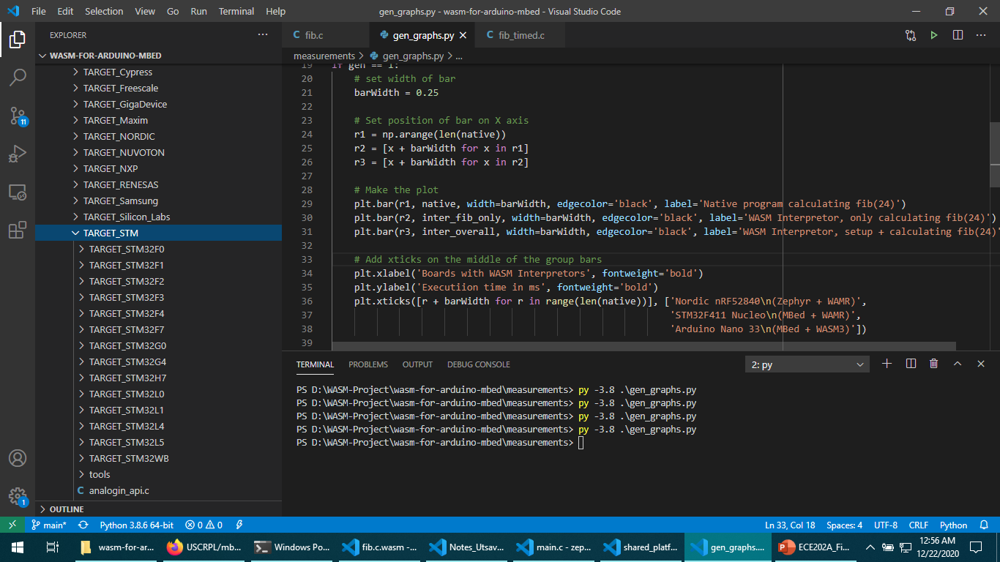 File Edit Selection View Go Run Terminal Help
gen_graphs.py - wasm-for-arduino-mbed - Visual Studio Code
EXPLORER
WASM-FOR-ARDUINO-MBED
TARGET_Cypress
TARGET_Freescale
TARGET_GigaDevice
TARGET_Maxim
TARGET_NORDIC
TARGET_NUVOTON
TARGET_NXP
TARGET_RENESAS
TARGET_Samsung
TARGET_Silicon_Labs
TARGET_STM
TARGET_STM32F0
TARGET_STM32F1
TARGET_STM32F2
TARGET_STM32F3
TARGET_STM32F4
TARGET_STM32F7
TARGET_STM32G0
TARGET_STM32G4
TARGET_STM32H7
TARGET_STM32L0
TARGET_STM32L1
TARGET_STM32L4
TARGET_STM32L5
TARGET_STM32WB
tools
C analogin_api.c
OUTLINE
11
1
C fib.c gen_graphs.py C fib_timed.c
measurements > gen_graphs.py > ...
19 if gen == 1:
20 # set width of bar
21 barWidth = 0.25
22
23 # Set position of bar on X axis
24 r1 = np.arange(len(native))
25 r2 = [x + barWidth for x in r1]
26 r3 = [x + barWidth for x in r2]
27
28 # Make the plot
29 plt.bar(r1, native, width=barWidth, edgecolor='black', label='Native program calculating fib(24)')
30 plt.bar(r2, inter_fib_only, width=barWidth, edgecolor='black', label='WASM Interpretor, only calculating fib(24)')
31 plt.bar(r3, inter_overall, width=barWidth, edgecolor='black', label='WASM Interpretor, setup + calculating fib(24)'
32
33 # Add xticks on the middle of the group bars
34 plt.xlabel('Boards with WASM Interpretors', fontweight='bold')
35 plt.ylabel('Executiion time in ms', fontweight='bold')
36 plt.xticks([r + barWidth for r in range(len(native))], ['Nordic nRF52840\n(Zephyr + WAMR)',
37 'STM32F411 Nucleo\n(MBed + WAMR)',
38 'Arduino Nano 33\n(MBed + WASM3)'])
39
TERMINAL PROBLEMS OUTPUT DEBUG CONSOLE 2: py
PS D:\WASM-Project\wasm-for-arduino-mbed\measurements> py -3.8 .\gen_graphs.py
PS D:\WASM-Project\wasm-for-arduino-mbed\measurements> py -3.8 .\gen_graphs.py
PS D:\WASM-Project\wasm-for-arduino-mbed\measurements> py -3.8 .\gen_graphs.py
PS D:\WASM-Project\wasm-for-arduino-mbed\measurements> py -3.8 .\gen_graphs.py
PS D:\WASM-Project\wasm-for-arduino-mbed\measurements>
main* Python 3.8.6 64-bit 0 0 Ln 33, Col 18 Spaces: 4 UTF-8 CRLF Python
wasm-for-ar... USCRPL/mb... Windows Po... fib.c.wasm -... Notes_Utsav... main.c - zep... shared_platf... gen_graphs.... ECE202A_Fi...
12:56 AM
12/22/2020